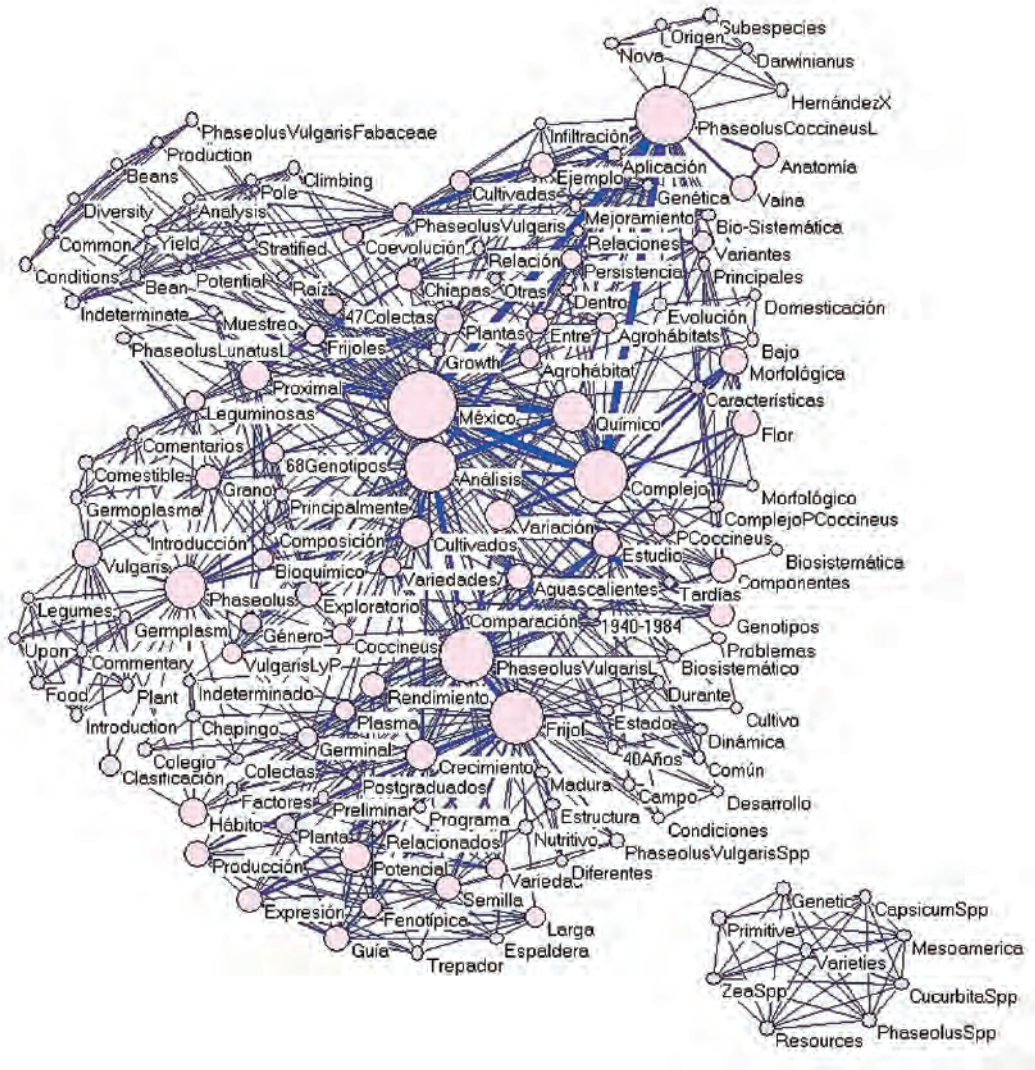 Subespecies
Origen
Nova
Darwinianus
HernándezX
PhaseolusVulgarisFabaceae
Infiltración
PhaseolusCoccineusL
Production
Aplicación
Anatomía
Beans
Climbing
Ejemplo
Pole
Cultivadas
Genética
Vaina
Diversity
Analysis
PhaseolusVulgaris
Mejoramiento
Bio-Sistemática
Common
Yield
Stratified
Coevolución
Relaciones
Variantes
Relación
Conditions
Bean
Potential
Raíz
Chiapas
Otras
Persistencia
Principales
Dentro
Domesticación
Indeterminate
Muestreo
47Colectas
Plantas
Entre
Evolución
Agrohábitats
PhaseolusLunatusL
Frijoles
Growth
Agrohábitat
Bajo
Proximal
Morfológica
Leguminosas
México
Químico
Características
Comentarios
Flor
Comestible
68Genotipos
Análisis
Grano
Complejo
Morfológico
Germoplasma
Principalmente
Variación
ComplejoPCoccineus
Introducción
Composición
Cultivados
PCoccineus
Vulgaris
Bioquímico
Estudio
Biosistemática
Variedades
Componentes
Legumes
Phaseolus
Exploratorio
Aguascalientes
Tardías
Comparación
1940-1984
Genotipos
Germplasm
Género
Coccineus
Upon
Problemas
Commentary
VulgarisLyP
PhaseolusVulgarisL
Biosistemático
Food
Plant
Indeterminado
Rendimiento
Durante
Introduction
Chapingo
Plasma
Frijol
Estado
Cultivo
Colegio
Germinal
Dinámica
Clasificación
Colectas
Crecimiento
40Años
Común
Postgraduados
Madura
Factores
Preliminar
Programa
Estructura
Campo
Desarrollo
Hábito
Planta
Relacionados
Nutritivo
Condiciones
PhaseolusVulgarisSpp
Producción
Potencial
Variedad
Diferentes
Expresión
Fenotípica
Semilla
Larga
Guía
Espaldera
Trepador
Genetic
CapsicumSpp
Primitive
Mesoamerica
Varieties
ZeaSpp
CucurbitaSpp
Resources
PhaseolusSpp